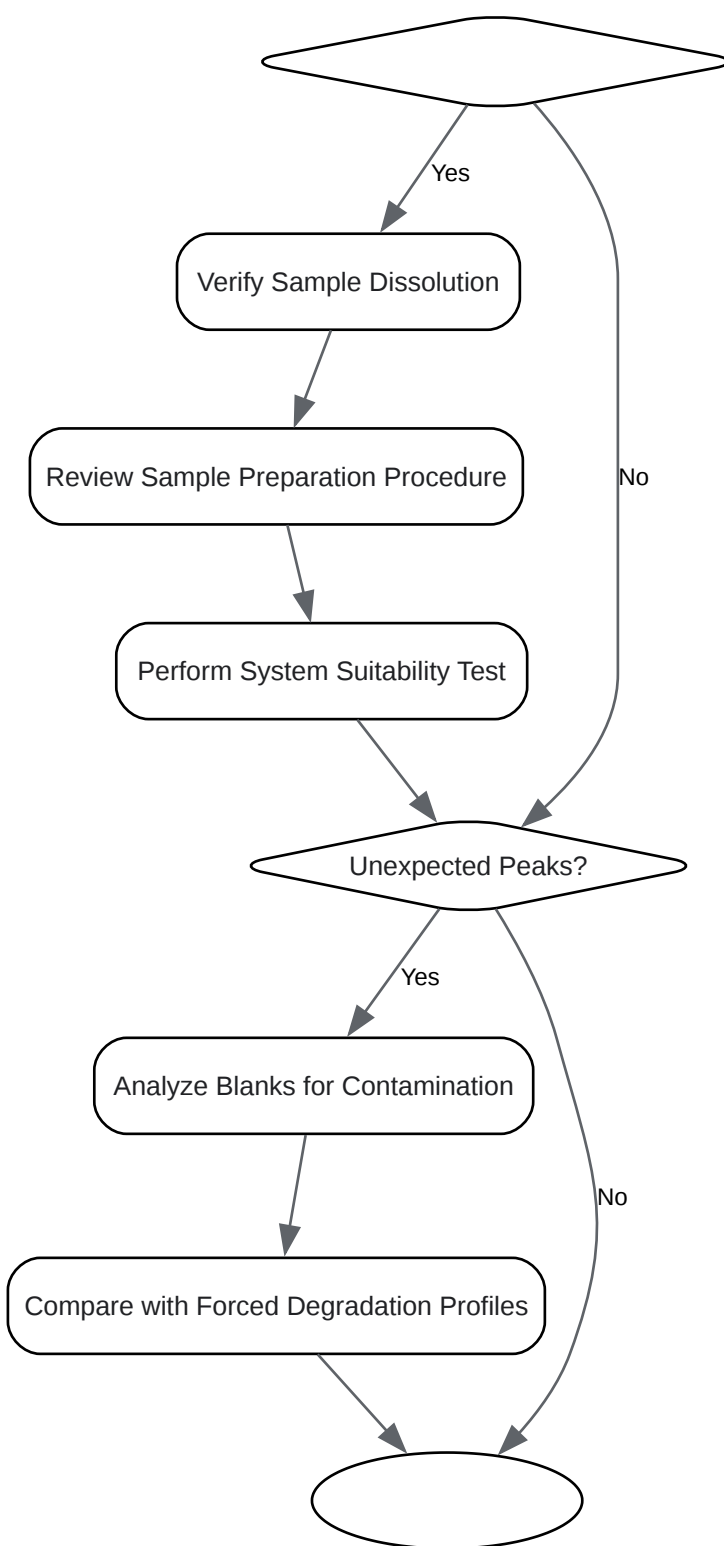 Yes
Verify Sample Dissolution
Review Sample Preparation Procedure
No
Perform System Suitability Test
Unexpected Peaks?
Yes
Analyze Blanks for Contamination
No
Compare with Forced Degradation Profiles